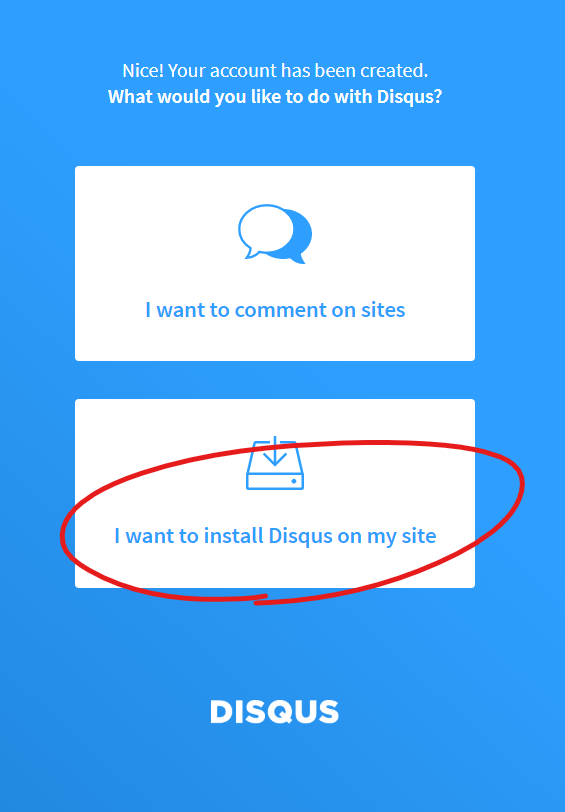 Nice! Your account has been created.
What would you like to do with Disqus?
I want to comment on sites
I want to install Disqus on my site
DISQUS